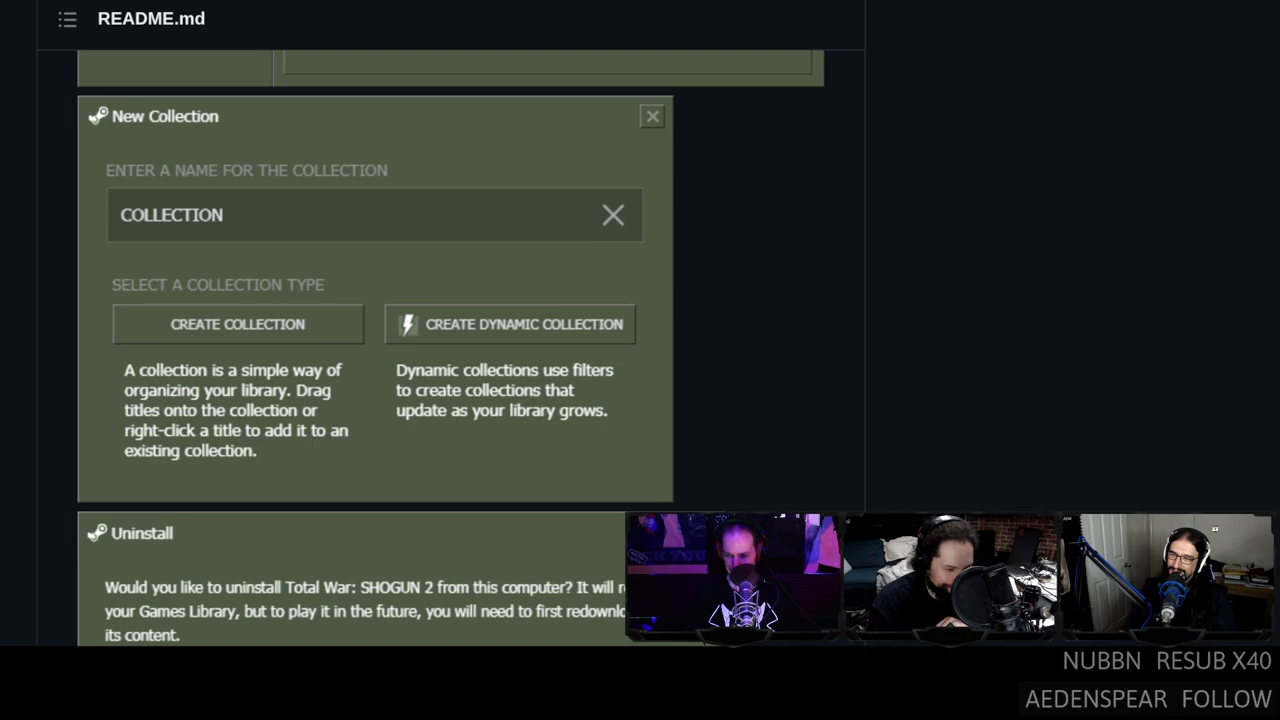 README.md
New Collection
ENTER A NAME FOR THE COLLECTION
COLLECTION
SELECT A COLLECTION TYPE
CREATE COLLECTION
CREATE DYNAMIC COLLECTION
A collection is a simple way of
organizing your library. Drag
titles onto the collection or
right-click a title to add it to an
existing collection.
Dynamic collections use filters
to create collections that
update as your library grows.
Uninstall
Would you like to uninstall Total War: SHOGUN 2 from this computer? It will
your Games Library, but to play it in the future, you will need to first
its content.
NUBBN RESUB X40
AEDENSPEAR FOLLOW